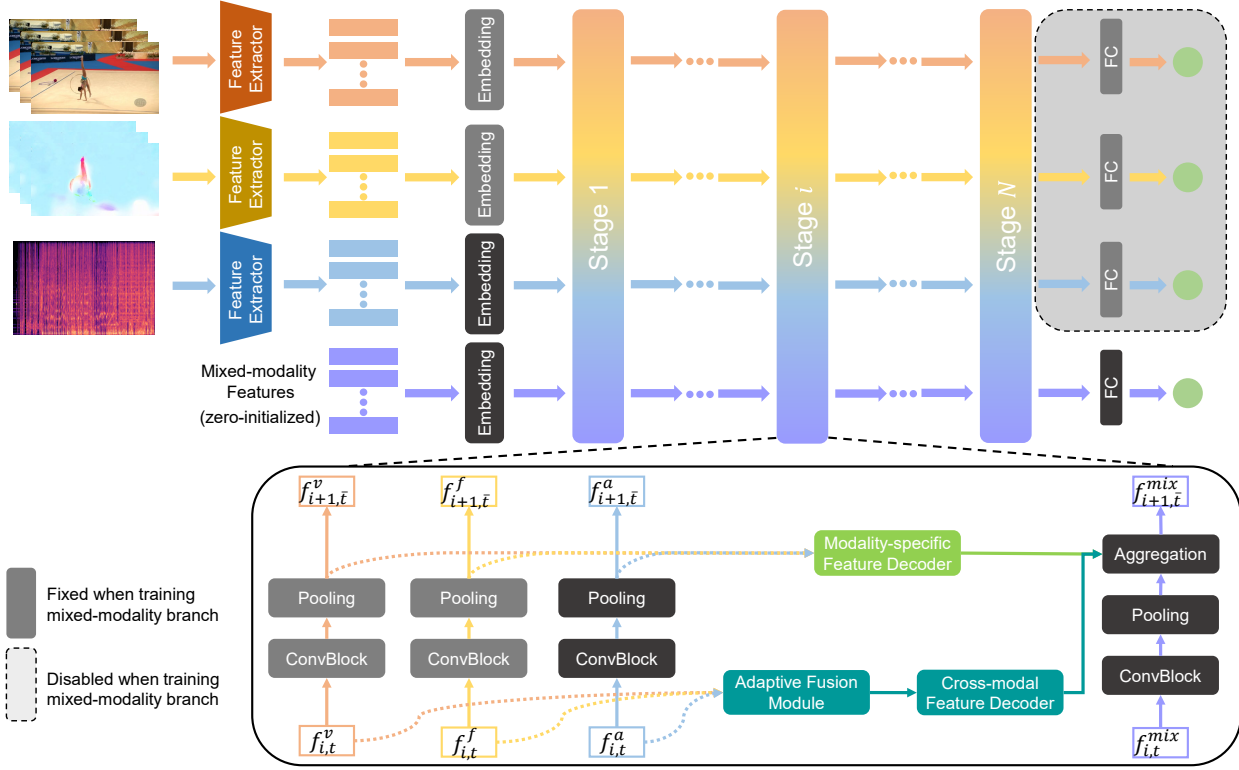 Feature
Extractor
Embedding
FC
Feature
Extractor
Embedding
FC
Feature
Extractor
Embedding
FC
Mixed-modality
Features
(zero-initialized)
Embedding
FC
Stage 1
Stage i
Stage N
f^v_{i+1,t̄}
f^f_{i+1,t̄}
f^a_{i+1,t̄}
f^{mix}_{i+1,t̄}
Modality-specific
Feature Decoder
Aggregation
Pooling
Pooling
Pooling
Pooling
ConvBlock
ConvBlock
ConvBlock
ConvBlock
Adaptive Fusion
Module
Cross-modal
Feature Decoder
f^v_{i,t}
f^f_{i,t}
f^a_{i,t}
f^{mix}_{i,t}
Fixed when training
mixed-modality branch
Disabled when training
mixed-modality branch